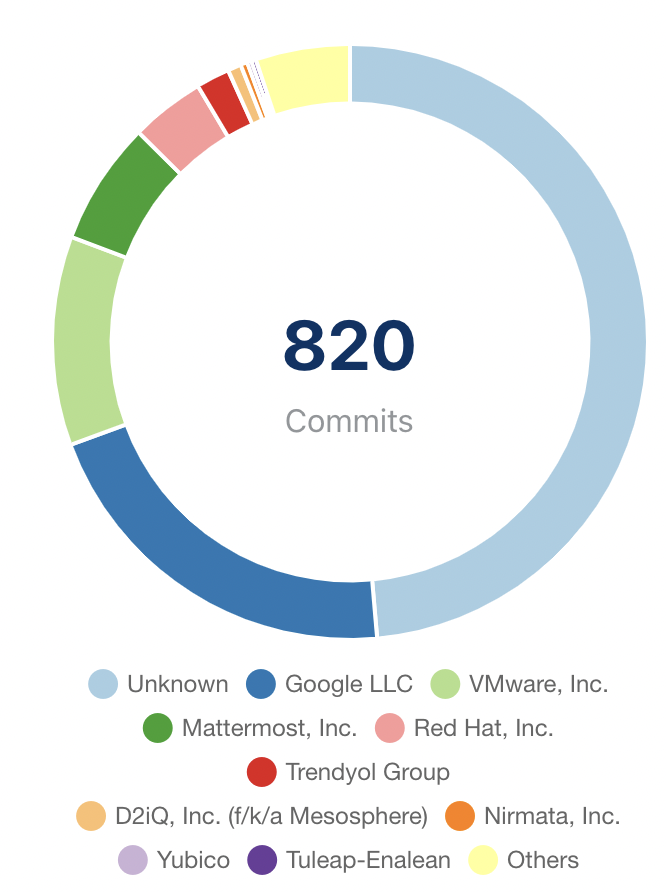 820
Commits
Unknown Google LLC VMware, Inc.
Mattermost, Inc. Red Hat, Inc.
Trendyol Group
D2iQ, Inc. (f/k/a Mesosphere) Nirmata, Inc.
Yubico Tuleap-Enalean Others